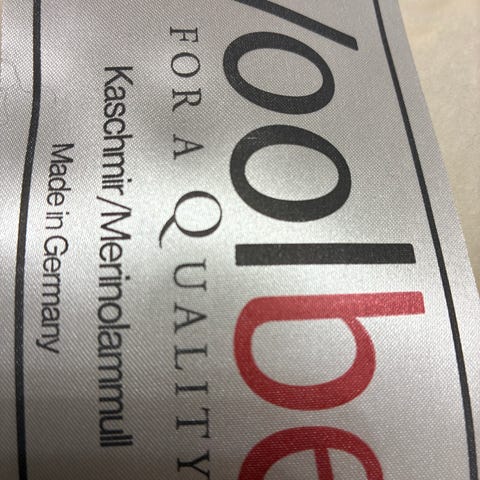 oolbe
FOR A QUALITY
Kaschmir/Merinolammull
Made in Germany